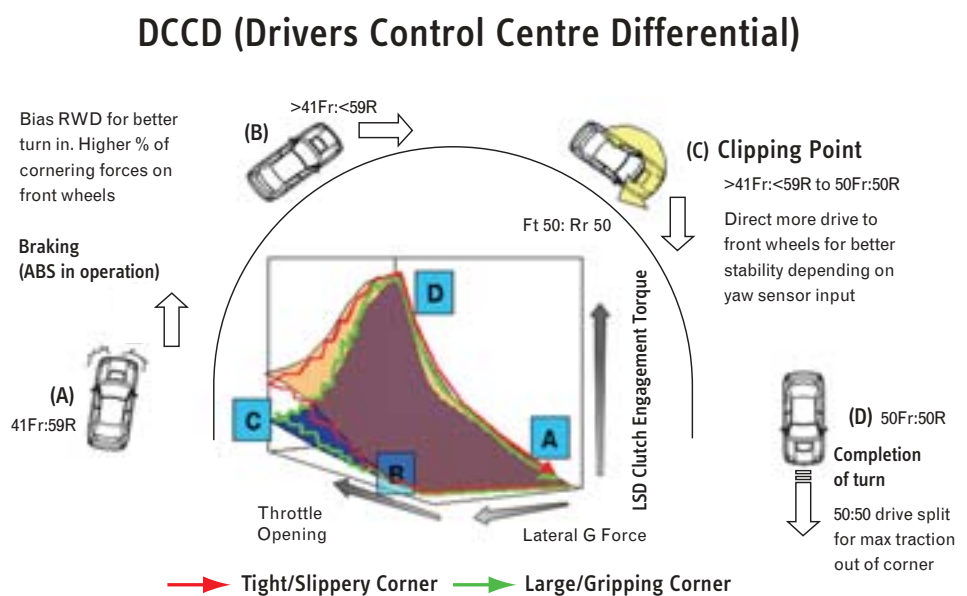 DCCD (Drivers Control Centre Differential)
Bias RWD for better
turn in. Higher % of
cornering forces on
front wheels
(B)
>41Fr:<59R
(C) Clipping Point
>41Fr:<59R to 50Fr:50R
Direct more drive to
front wheels for better
stability depending on
yaw sensor input
Ft 50: Rr 50
Braking
(ABS in operation)
(A)
41Fr:59R
D
C
B
A
LSD Clutch Engagement Torque
Throttle
Opening
Lateral G Force
(D) 50Fr:50R
Completion
of turn
50:50 drive split
for max traction
out of corner
Tight/Slippery Corner
Large/Gripping Corner